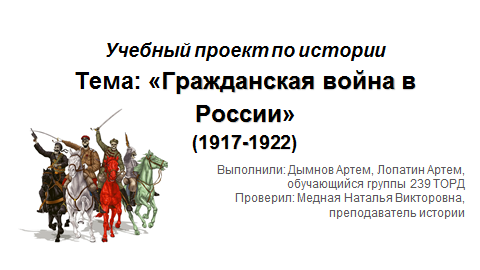 Учебный проект по истории
Тема: «Гражданская война в
России»
(1917-1922)
Выполнили: Дымнов Артем, Лопатин Артем,
обучающийся группы 239 ТОРД
Проверил: Медная Наталья Викторовна,
преподаватель истории